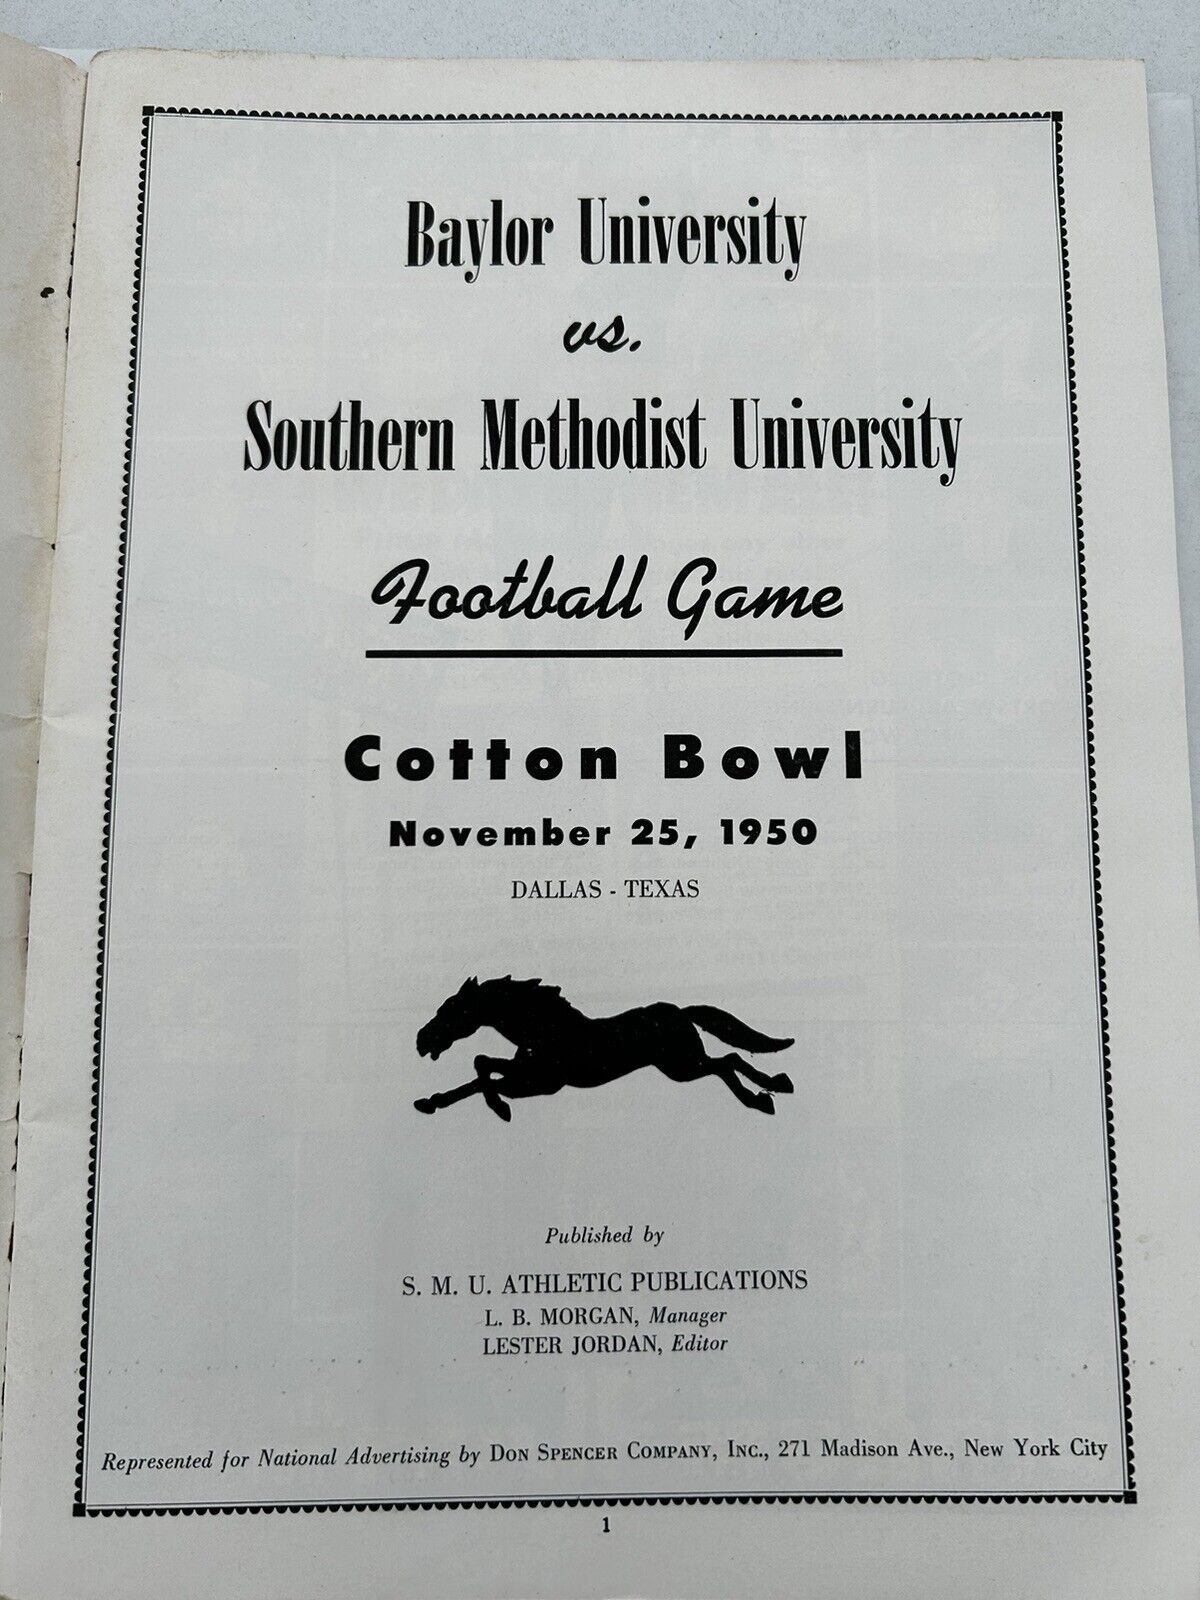 Baylor University
vs.
Southern Methodist University
Football Game
Cotton Bowl
November 25, 1950
DALLAS - TEXAS
Published by
S. M. U. ATHLETIC PUBLICATIONS
L. B. MORGAN, Manager
LESTER JORDAN, Editor
Represented for National Advertising by DON SPENCER COMPANY, INC., 271 Madison Ave., New York City
1